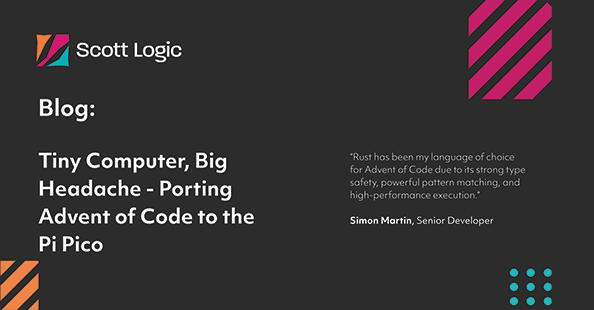 Scott Logic
Blog:
Tiny Computer, Big
Headache - Porting
Advent of Code to the
Pi Pico
“Rust has been my language of choice
for Advent of Code due to its strong type
safety, powerful pattern matching, and
high-performance execution.”
Simon Martin, Senior Developer